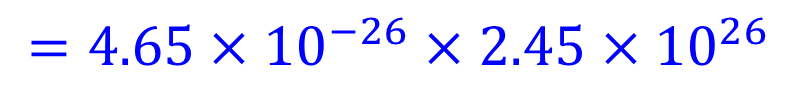 = 4.65 × 10⁻²⁶ × 2.45 × 10²⁶